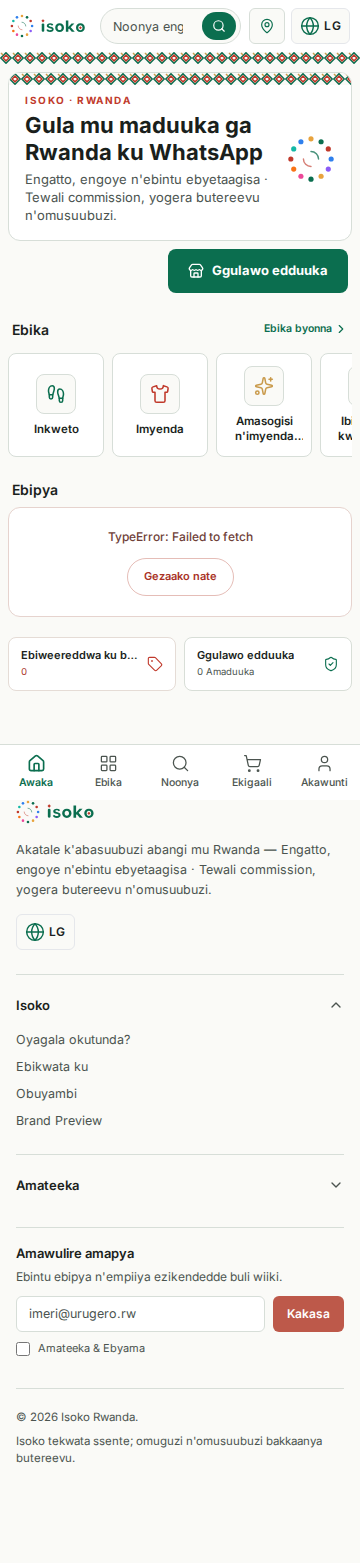 isoko
Noonya eng
LG
ISOKO · RWANDA
Gula mu maduuka ga
Rwanda ku WhatsApp
Engatto, engoye n'ebintu ebyetaagisa ·
Tewali commission, yogera butereevu
n'omusuubuzi.
Ggulawo edduuka
Ebika
Ebika byonna
Inkweto
Imyenda
Amasogisi
n'imyenda...
Ebipya
TypeError: Failed to fetch
Gezaako nate
Ebiweereddwa ku b...
0
Ggulawo edduuka
0 Amaduuka
Awaka
Ebika
Noonya
Ekigaali
Akawunti
isoko
Akatale k'abasuubuzi abangi mu Rwanda — Engatto,
engoye n'ebintu ebyetaagisa · Tewali commission,
yogera butereevu n'omusuubuzi.
LG
Isoko
Oyagala okutunda?
Ebikwata ku
Obuyambi
Brand Preview
Amateeka
Amawulire amapya
Ebintu ebipya n'empiiya ezikendedde buli wiiki.
imeri@urugero.rw
Kakasa
Amateeka & Ebyama
© 2026 Isoko Rwanda.
Isoko tekwata ssente; omuguzi n'omusuubuzi bakkaanya
butereevu.